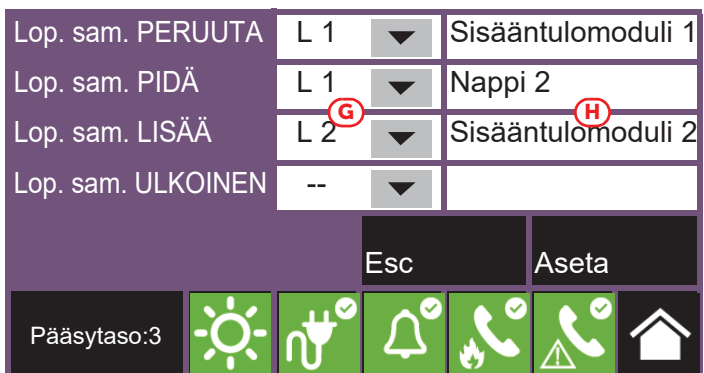 Lop. sam. PERUUTA L 1 Sisääntulomoduli 1
Lop. sam. PIDÄ L 1 Nappi 2
G H
Lop. sam. LISÄÄ L 2 Sisääntulomoduli 2
Lop. sam. ULKOINEN --
Esc Aseta
Pääsytaso:3